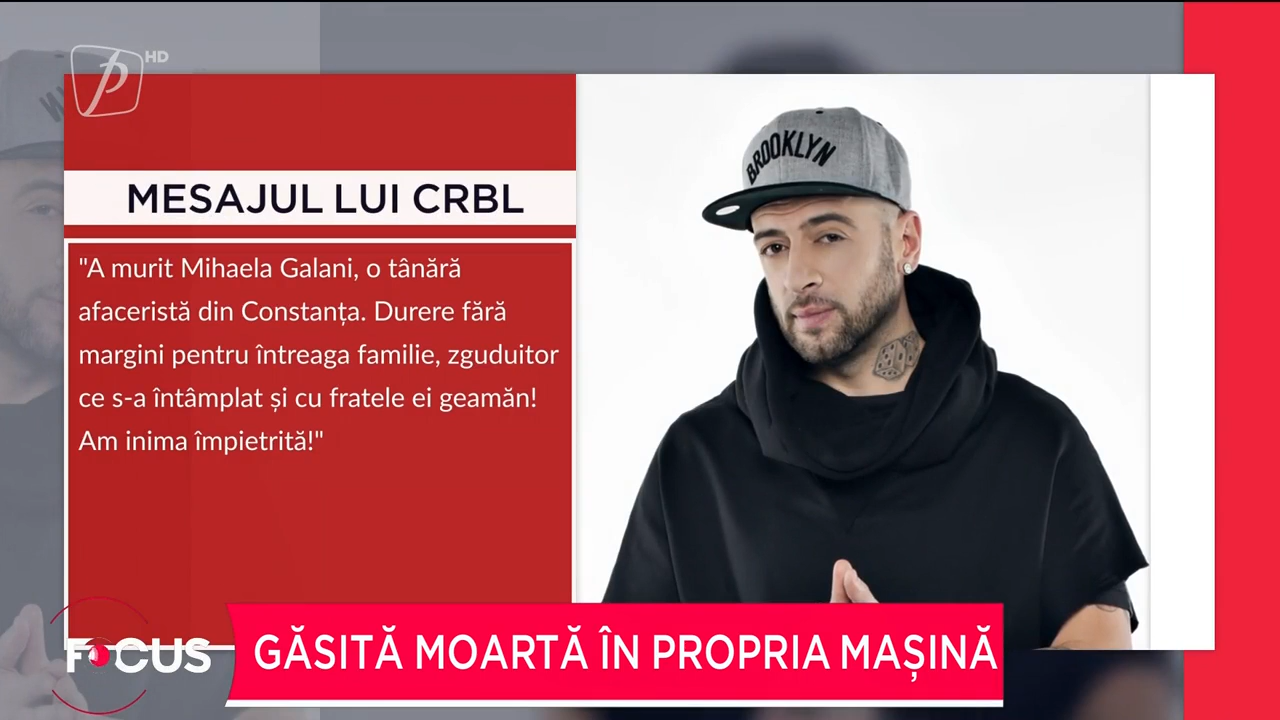 HD
MESAJUL LUI CRBL
"A murit Mihaela Galani, o tânără
afaceristă din Constanța. Durere fără
margini pentru întreaga familie, zguduitor
ce s-a întâmplat și cu fratele ei geamăn!
Am inima împietrită!"
BROOKLYN
FOCUS
GĂSITĂ MOARTĂ ÎN PROPRIA MAȘINĂ